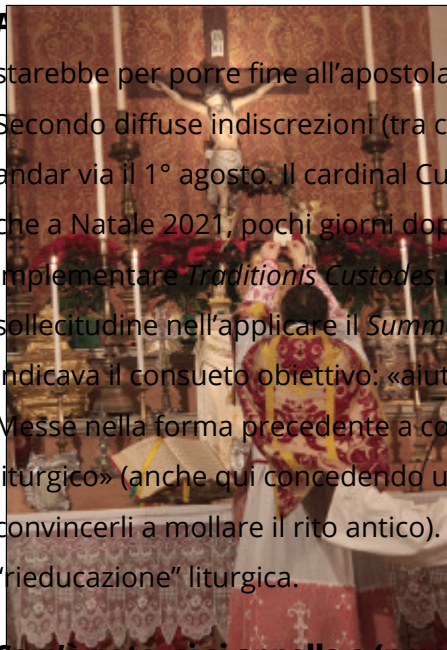 A
starebbe per porre fine all'apostola
Secondo diffuse indiscrezioni (tra c
andar via il 1° agosto. Il cardinal Cu
che a Natale 2021, pochi giorni dop
implementare Traditionis Custodes
sollecitudine nell'applicare il Summ
indicava il consueto obiettivo: «aiut
Messe nella forma precedente a co
liturgico» (anche qui concedendo u
convincerli a mollare il rito antico).
"rieducazione" liturgica.